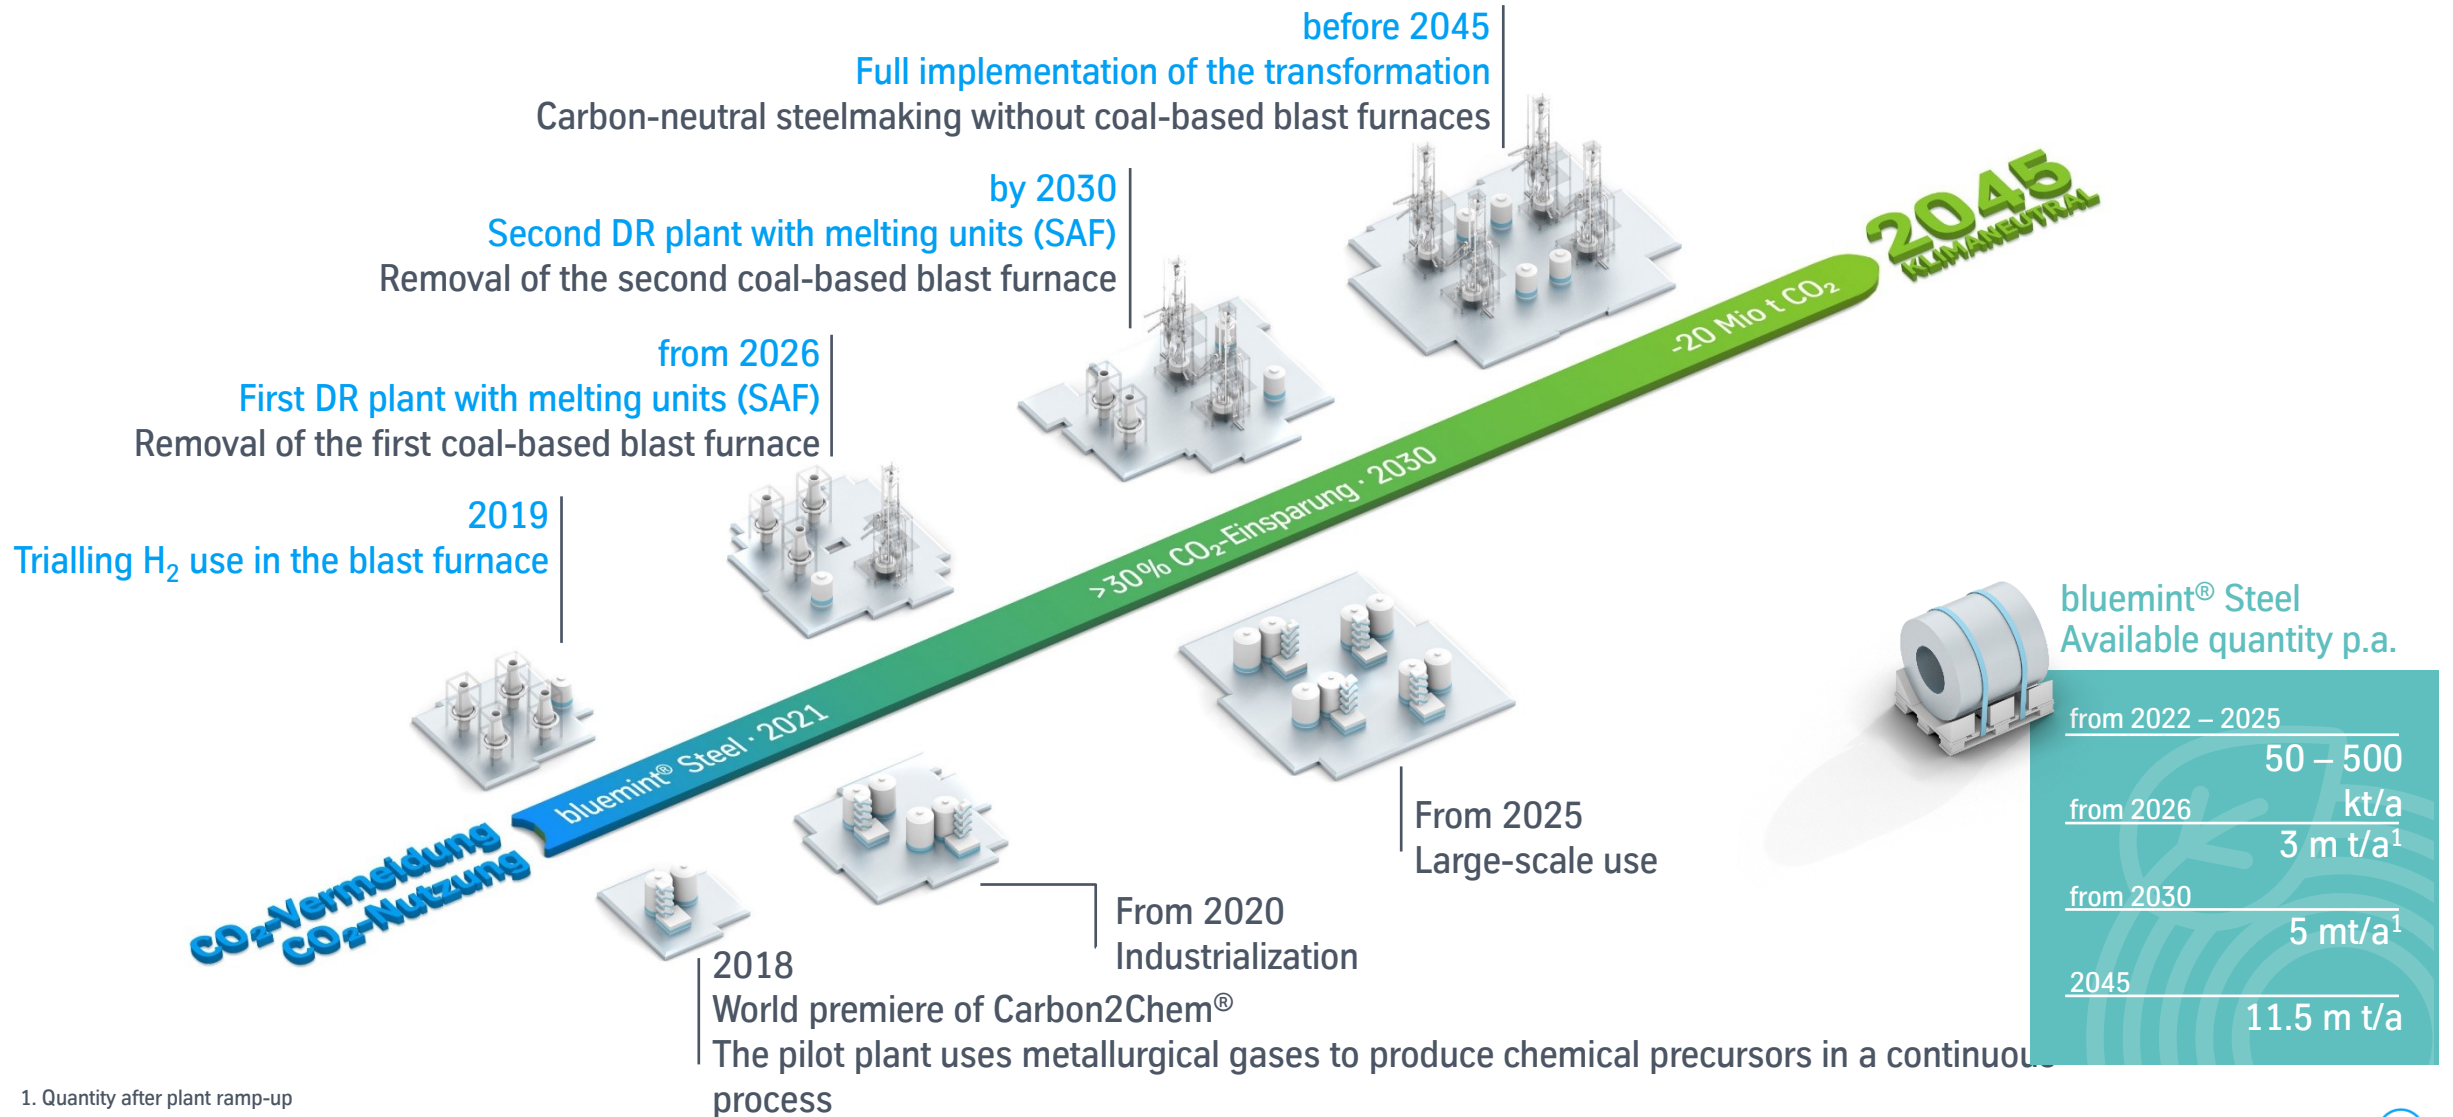 before 2045
Full implementation of the transformation
Carbon-neutral steelmaking without coal-based blast furnaces
by 2030
Second DR plant with melting units (SAF)
Removal of the second coal-based blast furnace
from 2026
First DR plant with melting units (SAF)
Removal of the first coal-based blast furnace
2019
Trialling H₂ use in the blast furnace
2045
KLIMANEUTRAL
-20 Mio t CO₂
>30% CO₂-Einsparung · 2030
bluemint® Steel · 2021
CO₂-Vermeidung
CO₂-Nutzung
2018
World premiere of Carbon2Chem®
The pilot plant uses metallurgical gases to produce chemical precursors in a continuous
process
From 2020
Industrialization
From 2025
Large-scale use
bluemint® Steel
Available quantity p.a.
from 2022 – 2025
50 – 500
kt/a
from 2026
3 m t/a¹
from 2030
5 mt/a¹
2045
11.5 m t/a
1. Quantity after plant ramp-up